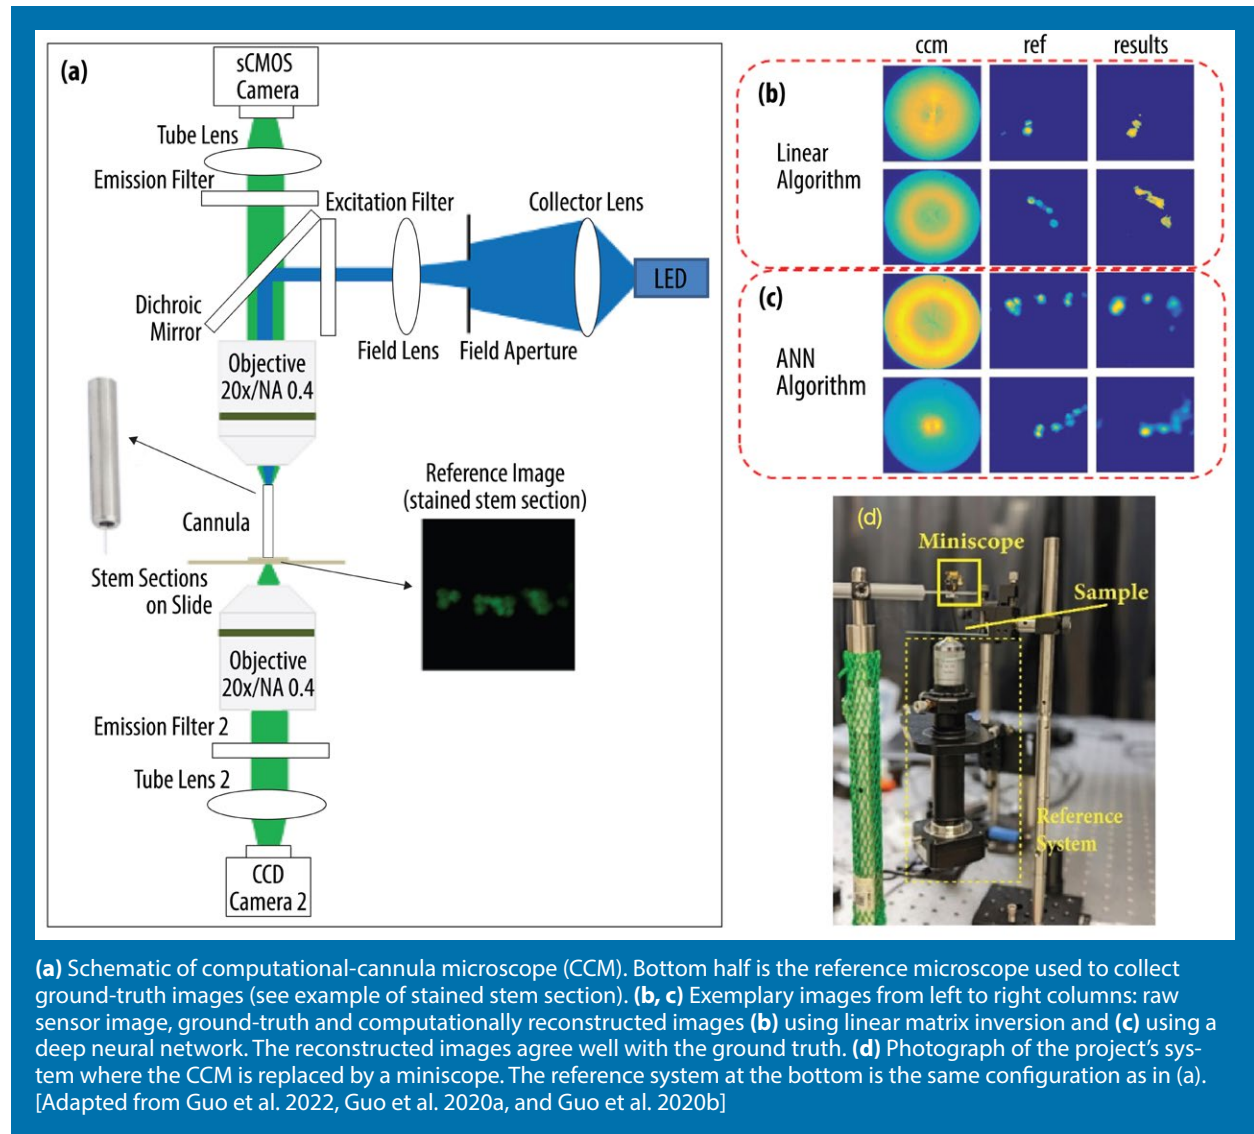 (a)
sCMOS
Camera
Tube Lens
Emission Filter
Excitation Filter
Collector Lens
LED
Dichroic
Mirror
Field Lens
Field Aperture
Objective
20x/NA 0.4
Cannula
Reference Image
(stained stem section)
Stem Sections
on Slide
Objective
20x/NA 0.4
Emission Filter 2
Tube Lens 2
CCD
Camera 2
ccm
ref
results
(b)
Linear
Algorithm
(c)
ANN
Algorithm
(d)
Miniscope
Sample
Reference
System
(a) Schematic of computational-cannula microscope (CCM). Bottom half is the reference microscope used to collect
ground-truth images (see example of stained stem section). (b, c) Exemplary images from left to right columns: raw
sensor image, ground-truth and computationally reconstructed images (b) using linear matrix inversion and (c) using a
deep neural network. The reconstructed images agree well with the ground truth. (d) Photograph of the project's sys-
tem where the CCM is replaced by a miniscope. The reference system at the bottom is the same configuration as in (a).
[Adapted from Guo et al. 2022, Guo et al. 2020a, and Guo et al. 2020b]